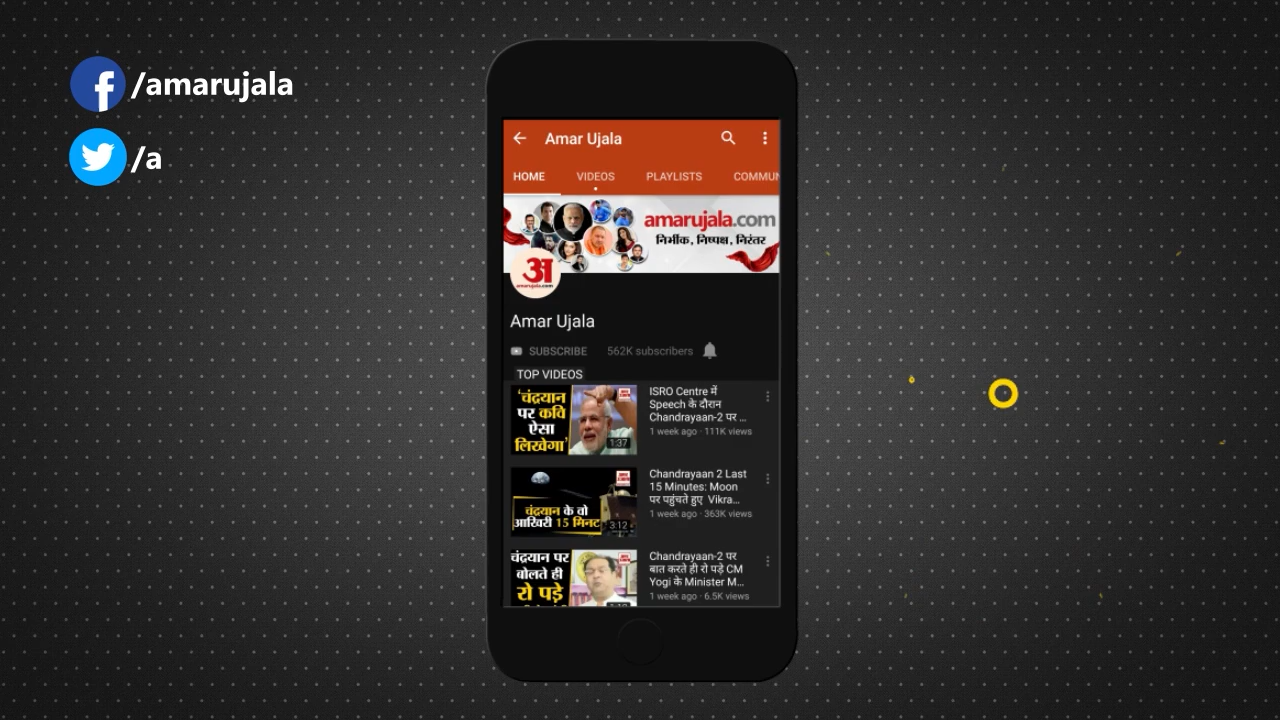 /amarujala
/a
Amar Ujala
HOME VIDEOS PLAYLISTS COMMUN
amarujala.com
निर्भीक, निष्पक्ष, निरंतर
अ
amarujala.com
Amar Ujala
SUBSCRIBE 562K subscribers
TOP VIDEOS
'चंद्रयान
पर कवि
ऐसा
लिखेगा'
1:37
ISRO Centre में
Speech के दौरान
Chandrayaan-2 पर ...
1 week ago · 111K views
चंद्रयान के वो
आखिरी 15 मिनट
3:12
Chandrayaan 2 Last
15 Minutes: Moon
पर पहुंचते हुए Vikra...
1 week ago · 363K views
चंद्रयान पर
बोलते ही
रो पड़े
Chandrayaan-2 पर
बात करते ही रो पड़े CM
Yogi के Minister M...
1 week ago · 6.5K views